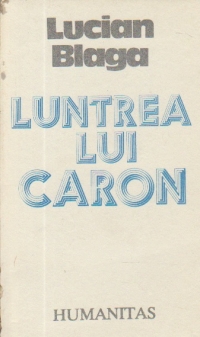 Lucian
Blaga
LUNTREA
LUI
CARON
HUMANITAS